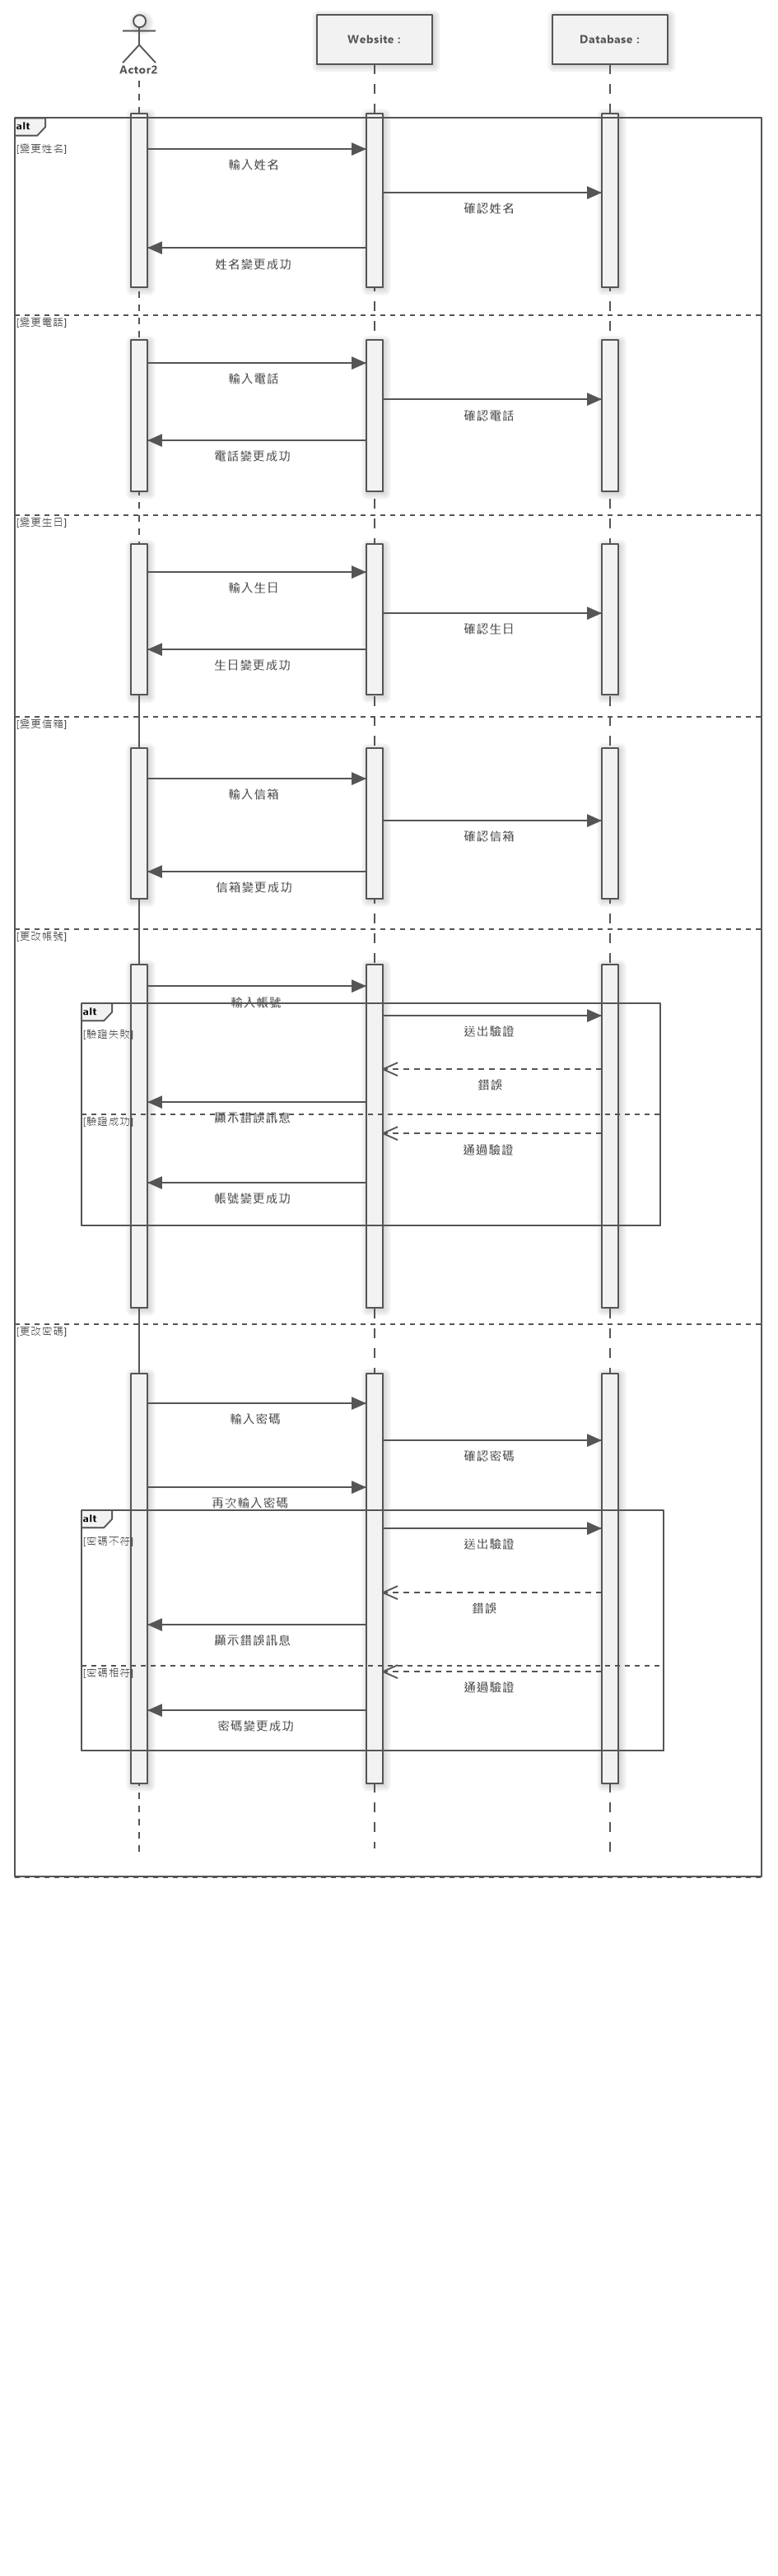 Actor2
Website :
Database :
alt
[變更姓名]
輸入姓名
確認姓名
姓名變更成功
[變更電話]
輸入電話
確認電話
電話變更成功
[變更生日]
輸入生日
確認生日
生日變更成功
[變更信箱]
輸入信箱
確認信箱
信箱變更成功
[更改帳號]
輸入帳號
alt
送出驗證
[驗證失敗]
錯誤
顯示錯誤訊息
[驗證成功]
通過驗證
帳號變更成功
[更改密碼]
輸入密碼
確認密碼
再次輸入密碼
alt
[密碼不符]
送出驗證
錯誤
顯示錯誤訊息
[密碼相符]
通過驗證
密碼變更成功